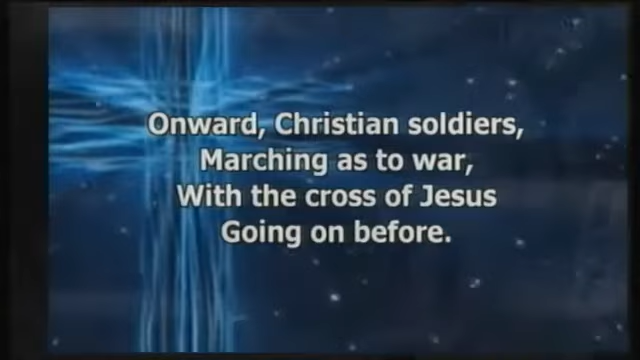 Onward, Christian soldiers,
Marching as to war,
With the cross of Jesus
Going on before.